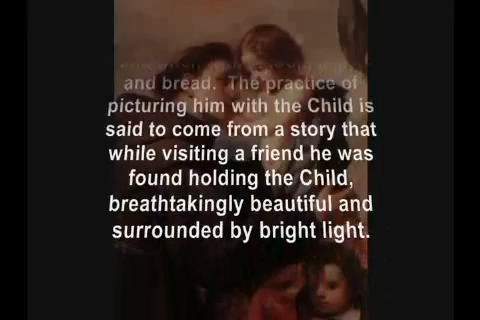 and bread.  The practice of
picturing him with the Child is
said to come from a story that
while visiting a friend he was
found holding the Child,
breathtakingly beautiful and
surrounded by bright light.